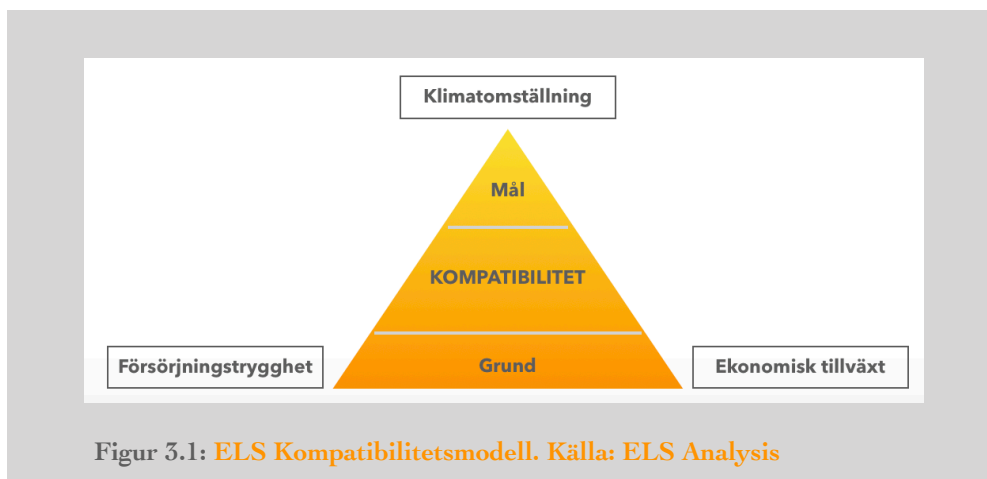 Klimatomställning
Mål
KOMPATIBILITET
Försörjningstrygghet
Grund
Ekonomisk tillväxt
Figur 3.1: ELS Kompatibilitetsmodell. Källa: ELS Analysis